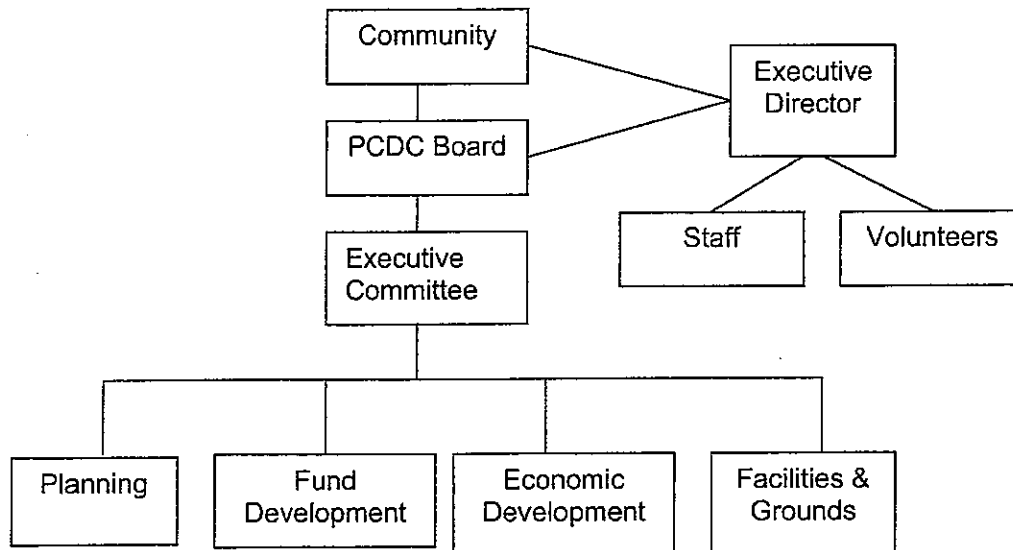 Community
Executive
Director
PCDC Board
Staff
Volunteers
Executive
Committee
Planning
Fund
Development
Economic
Development
Facilities &
Grounds